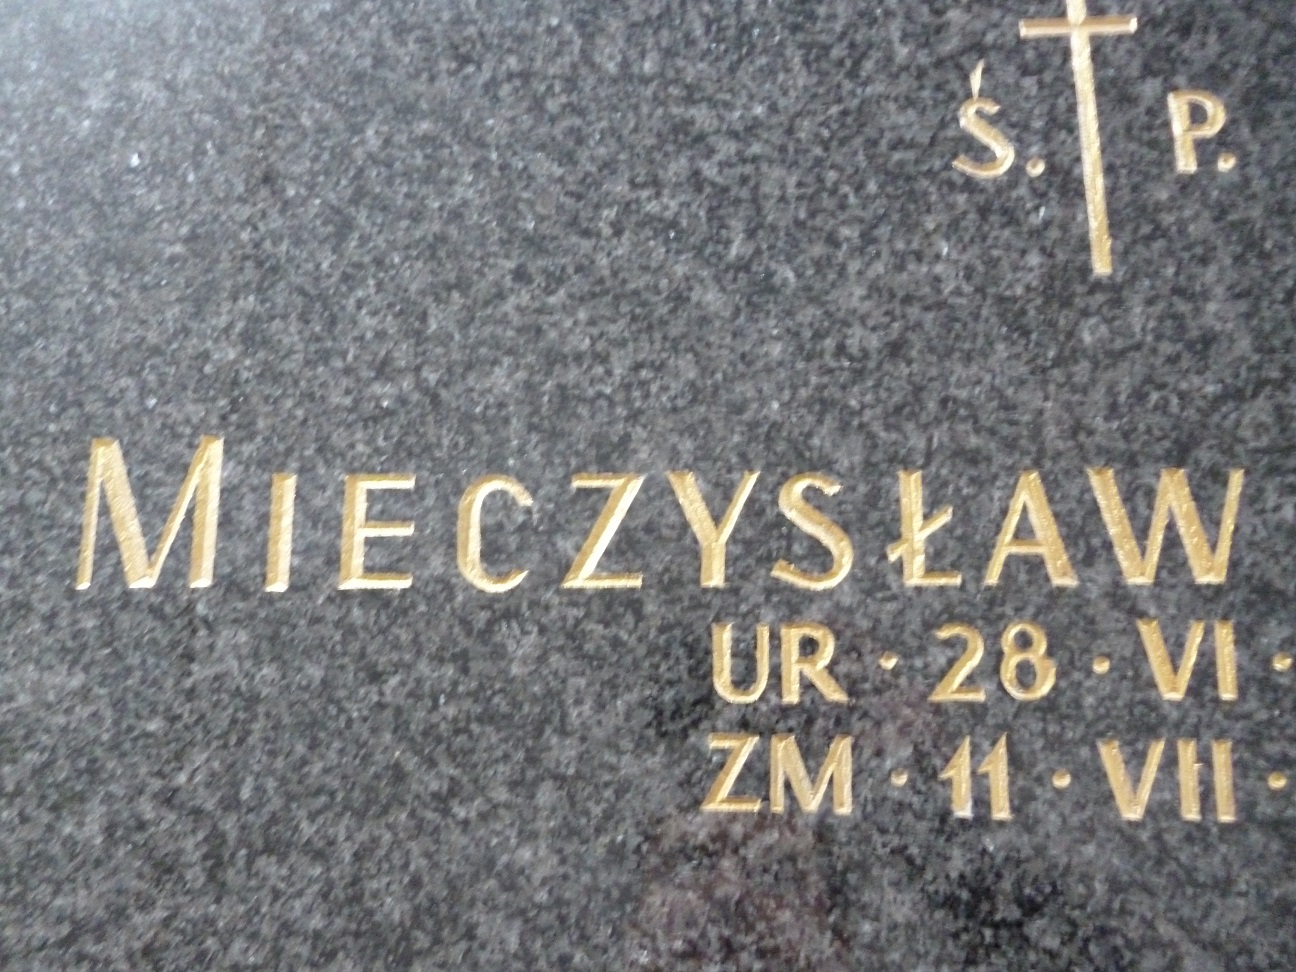 Ś. P.
MIECZYSŁAW
UR · 28 · VI ·
ZM · 11 · VII ·